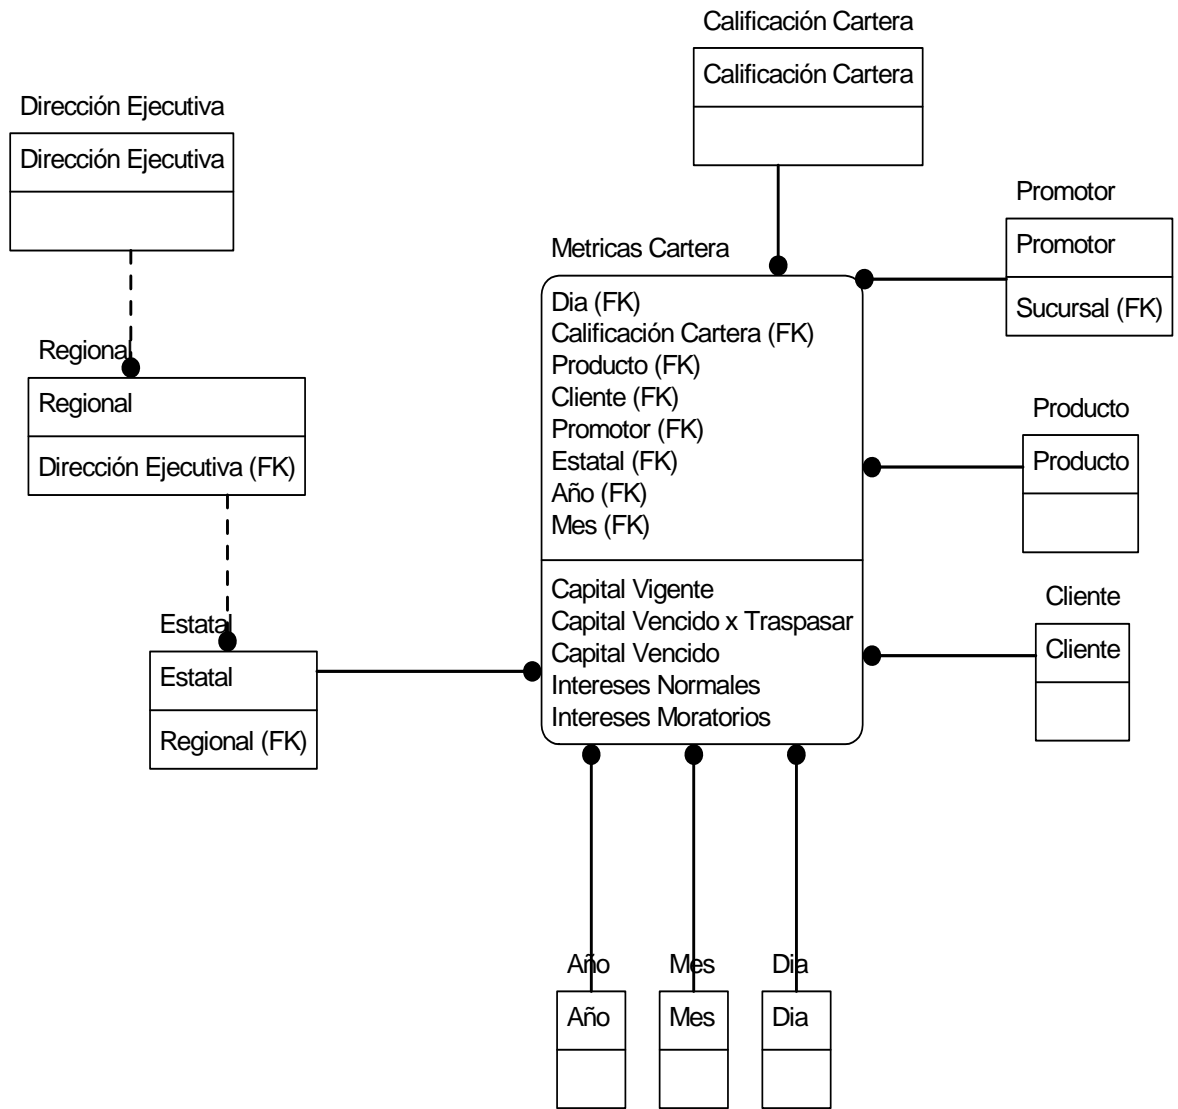 Calificación Cartera
Calificación Cartera
Dirección Ejecutiva
Dirección Ejecutiva
Promotor
Promotor
Sucursal (FK)
Metricas Cartera
Dia (FK)
Calificación Cartera (FK)
Producto (FK)
Cliente (FK)
Promotor (FK)
Estatal (FK)
Año (FK)
Mes (FK)
Capital Vigente
Capital Vencido x Traspasar
Capital Vencido
Intereses Normales
Intereses Moratorios
Regional
Regional
Dirección Ejecutiva (FK)
Producto
Producto
Cliente
Cliente
Estatal
Estatal
Regional (FK)
Año
Año
Mes
Mes
Dia
Dia